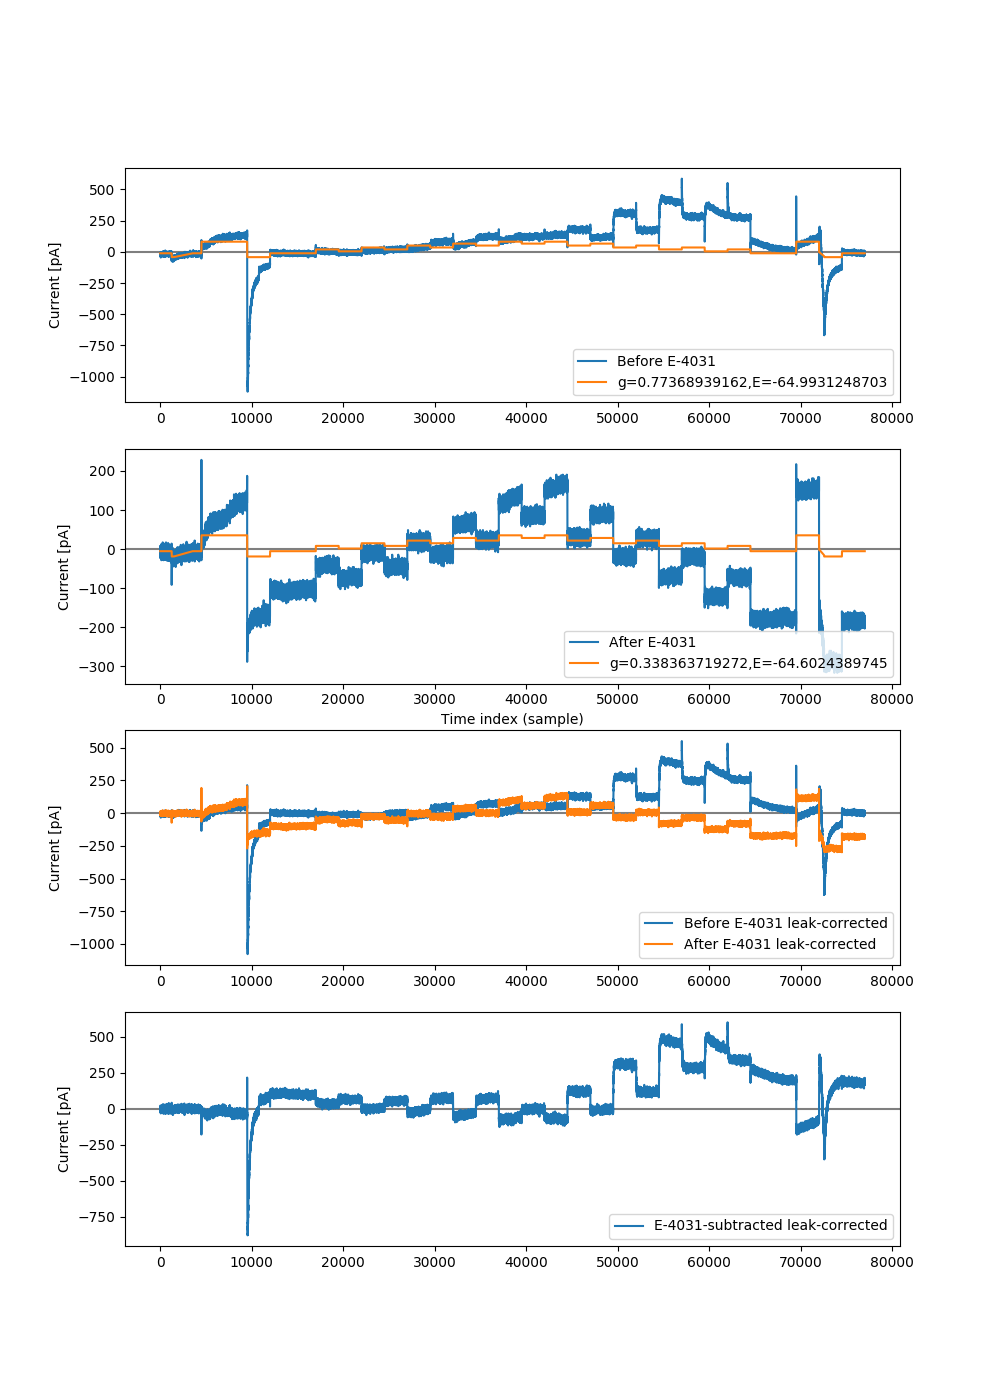 500
250
0
−250
−500
−750
−1000
Current [pA]
Before E-4031
g=0.77368939162,E=-64.9931248703
0 10000 20000 30000 40000 50000 60000 70000 80000
200
100
0
−100
−200
−300
Current [pA]
After E-4031
g=0.338363719272,E=-64.6024389745
0 10000 20000 30000 40000 50000 60000 70000 80000
Time index (sample)
500
250
0
−250
−500
−750
−1000
Current [pA]
Before E-4031 leak-corrected
After E-4031 leak-corrected
0 10000 20000 30000 40000 50000 60000 70000 80000
500
250
0
−250
−500
−750
Current [pA]
E-4031-subtracted leak-corrected
0 10000 20000 30000 40000 50000 60000 70000 80000